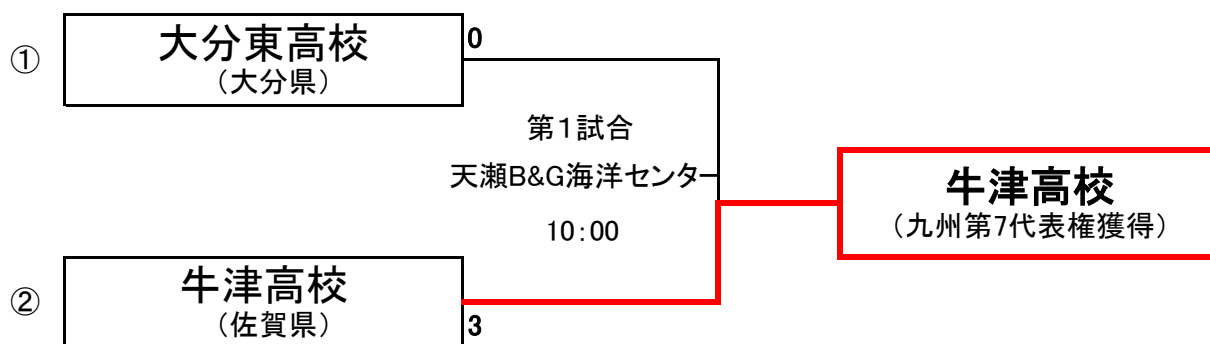 ①
大分東高校
（大分県）
0
第１試合
天瀬B&G海洋センター
10：00
牛津高校
（九州第7代表権獲得）
②
牛津高校
（佐賀県）
3